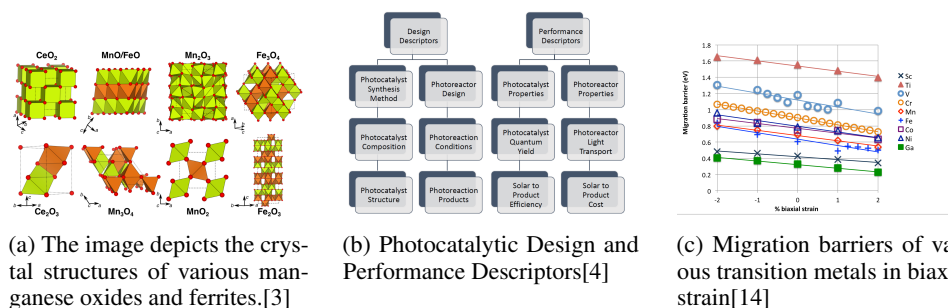 CeO2 MnO/FeO Mn2O3 Fe3O4
Ce2O3 Mn3O4 MnO2 Fe2O3
(a) The image depicts the crys-
tal structures of various man-
ganese oxides and ferrites.[3]
Design
Descriptors
Performance
Descriptors
Photocatalyst
Synthesis
Method
Photoreactor
Design
Photocatalyst
Properties
Photoreactor
Properties
Photocatalyst
Composition
Photoreaction
Conditions
Photocatalyst
Quantum
Yield
Photoreactor
Light
Transport
Photocatalyst
Structure
Photoreaction
Products
Solar to
Product
Efficiency
Solar to
Product
Cost
(b) Photocatalytic Design and
Performance Descriptors[4]
Migration barrier (eV)
1.8
1.6
1.4
1.2
1
0.8
0.6
0.4
0.2
0
-2 -1 0 1 2
% biaxial strain
Sc
Ti
V
Cr
Mn
Fe
Co
Ni
Ga
(c) Migration barriers of va
ous transition metals in biax
strain[14]